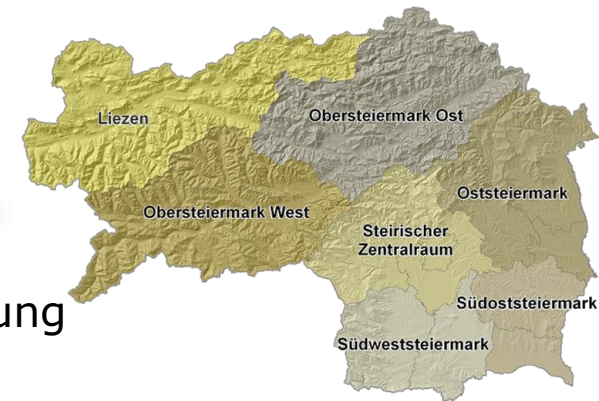 Liezen
Obersteiermark Ost
Obersteiermark West
Oststeiermark
Steirischer
Zentralraum
Südoststeiermark
ung
Südweststeiermark